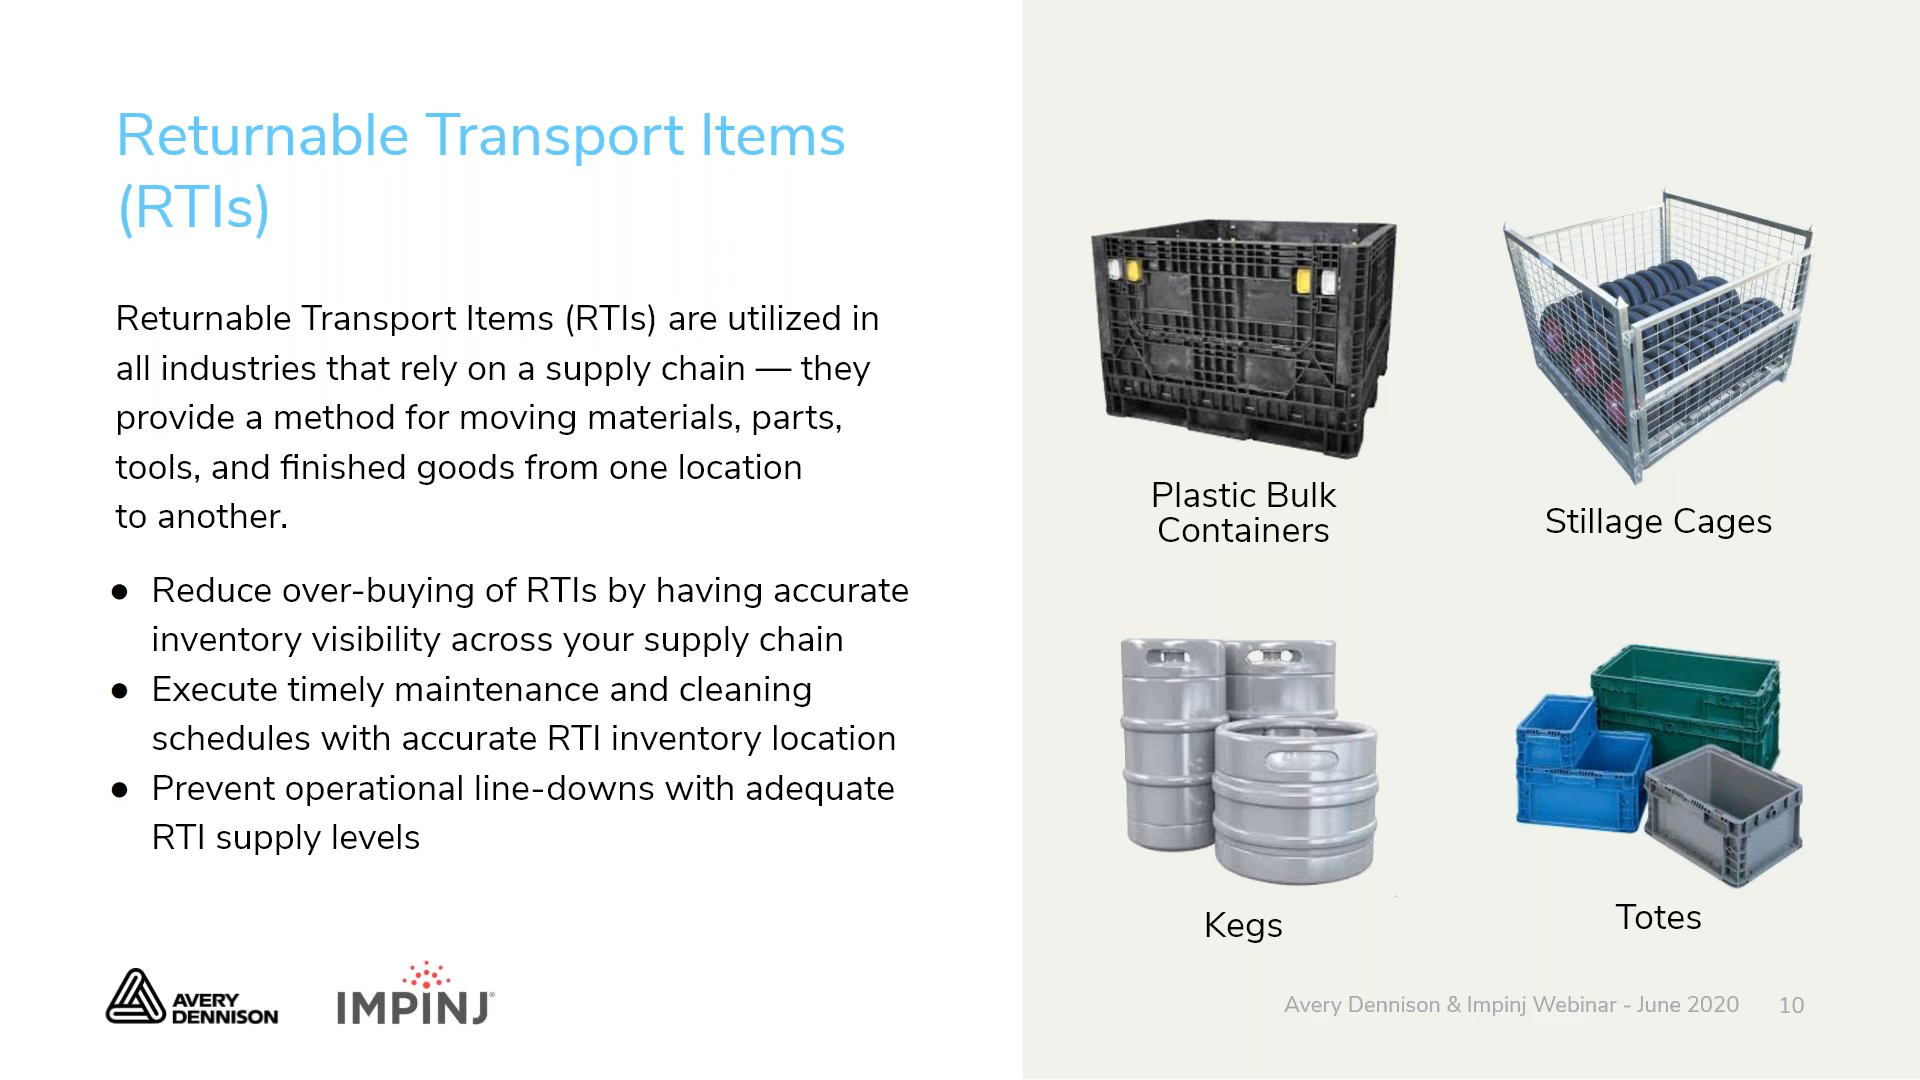 Returnable Transport Items
(RTIs)
Returnable Transport Items (RTIs) are utilized in
all industries that rely on a supply chain — they
provide a method for moving materials, parts,
tools, and finished goods from one location
to another.
● Reduce over-buying of RTIs by having accurate
inventory visibility across your supply chain
● Execute timely maintenance and cleaning
schedules with accurate RTI inventory location
● Prevent operational line-downs with adequate
RTI supply levels
Plastic Bulk
Containers
Stillage Cages
Kegs
Totes
AVERY
DENNISON
IMPINJ®
Avery Dennison & Impinj Webinar - June 2020 10